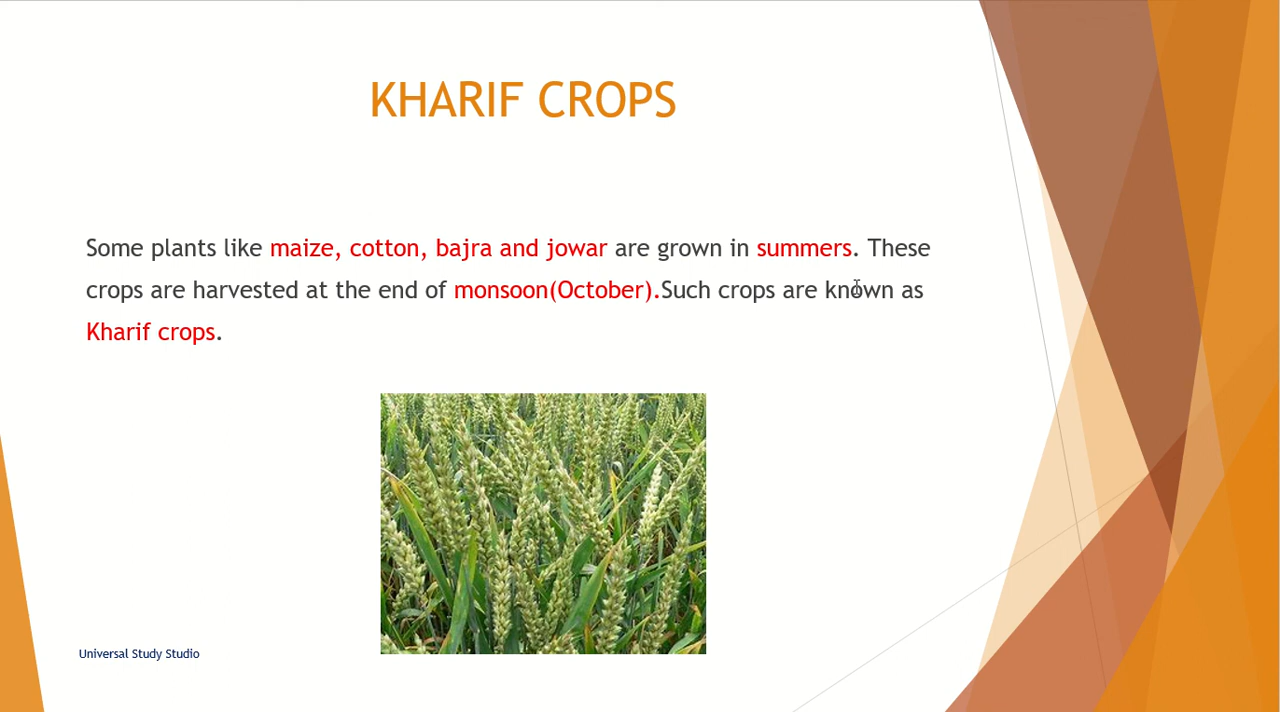 KHARIF CROPS
Some plants like maize, cotton, bajra and jowar are grown in summers. These
crops are harvested at the end of monsoon(October).Such crops are known as
Kharif crops.
Universal Study Studio